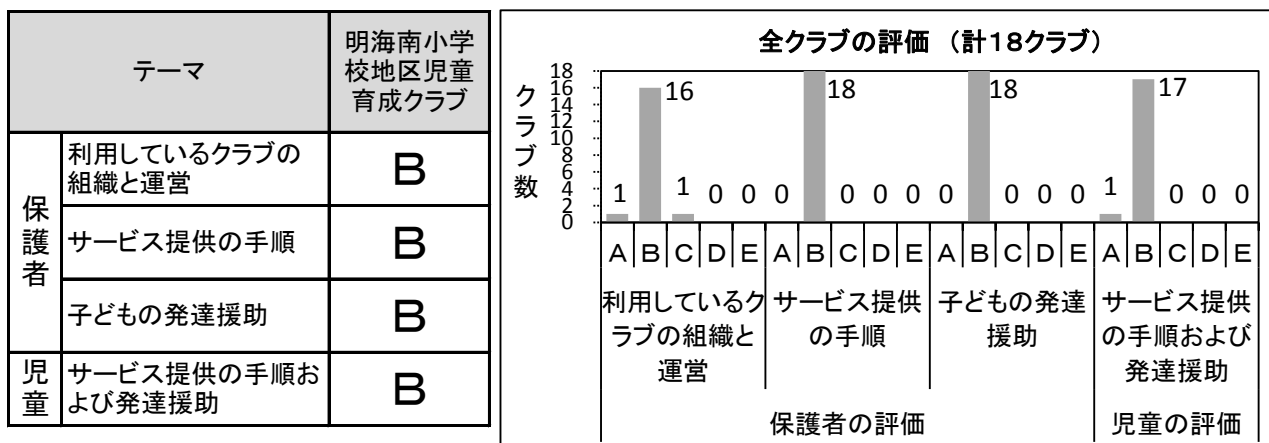 テーマ
明海南小学
校地区児童
育成クラブ
保護者
利用しているクラブの
組織と運営
B
サービス提供の手順
B
子どもの発達援助
B
児童
サービス提供の手順お
よび発達援助
B
全クラブの評価 （計１８クラブ）
クラブ数
18
16
14
12
10
8
6
4
2
0
1 16 1 0 0 0 18 0 0 0 0 18 0 0 0 1 17 0 0 0
A B C D E A B C D E A B C D E A B C D E
利用しているク
ラブの組織と
運営
サービス提供
の手順
子どもの発達
援助
サービス提供
の手順および
発達援助
保護者の評価
児童の評価